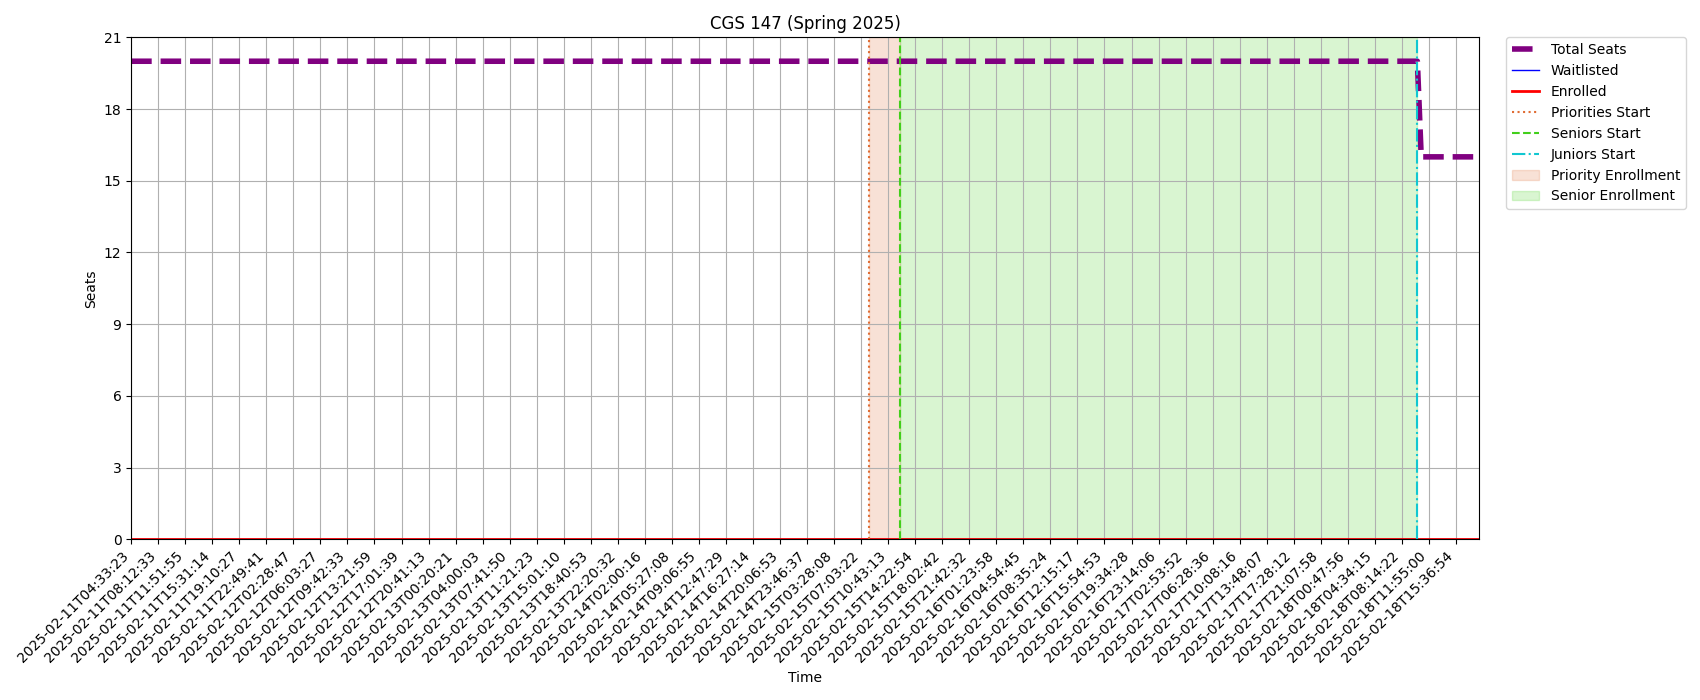 CGS 147 (Spring 2025)
21
18
15
12
9
6
3
0
Seats
Total Seats
Waitlisted
Enrolled
Priorities Start
Seniors Start
Juniors Start
Priority Enrollment
Senior Enrollment
2025-02-11T04:33:23
2025-02-11T08:12:33
2025-02-11T11:51:55
2025-02-11T15:31:14
2025-02-11T19:10:27
2025-02-11T22:49:41
2025-02-12T02:28:47
2025-02-12T06:03:27
2025-02-12T09:42:33
2025-02-12T13:21:59
2025-02-12T17:01:39
2025-02-12T20:41:13
2025-02-13T00:20:21
2025-02-13T04:00:03
2025-02-13T07:41:50
2025-02-13T11:21:23
2025-02-13T15:01:10
2025-02-13T18:40:53
2025-02-13T22:20:32
2025-02-14T02:00:16
2025-02-14T05:27:08
2025-02-14T09:06:55
2025-02-14T12:47:29
2025-02-14T16:27:14
2025-02-14T20:06:53
2025-02-14T23:46:37
2025-02-15T03:28:08
2025-02-15T07:03:22
2025-02-15T10:43:13
2025-02-15T14:22:54
2025-02-15T18:02:42
2025-02-15T21:42:32
2025-02-16T01:23:58
2025-02-16T04:54:45
2025-02-16T08:35:24
2025-02-16T12:15:17
2025-02-16T15:54:53
2025-02-16T19:34:28
2025-02-16T23:14:06
2025-02-17T02:53:52
2025-02-17T06:28:36
2025-02-17T10:08:16
2025-02-17T13:48:07
2025-02-17T17:28:12
2025-02-17T21:07:58
2025-02-18T00:47:56
2025-02-18T04:34:15
2025-02-18T08:14:22
2025-02-18T11:55:00
2025-02-18T15:36:54
Time